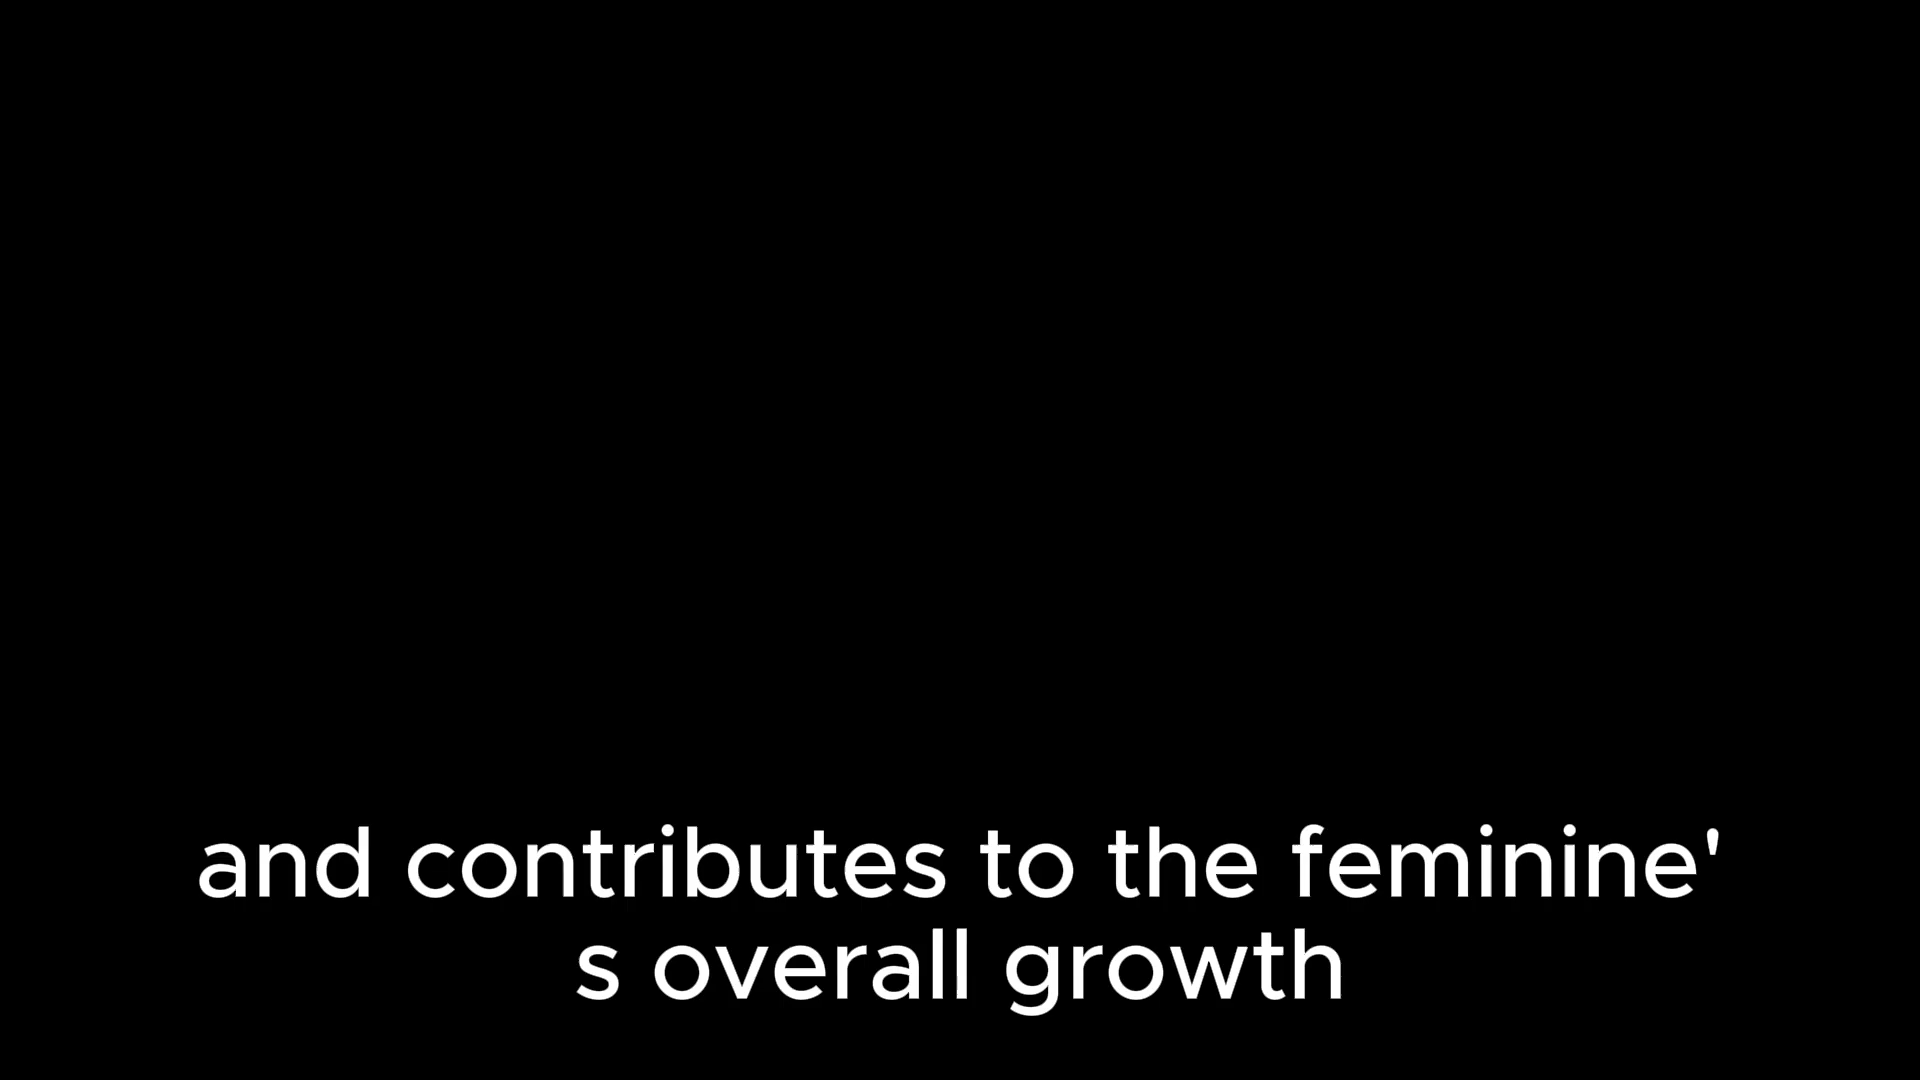 and contributes to the feminine'
s overall growth